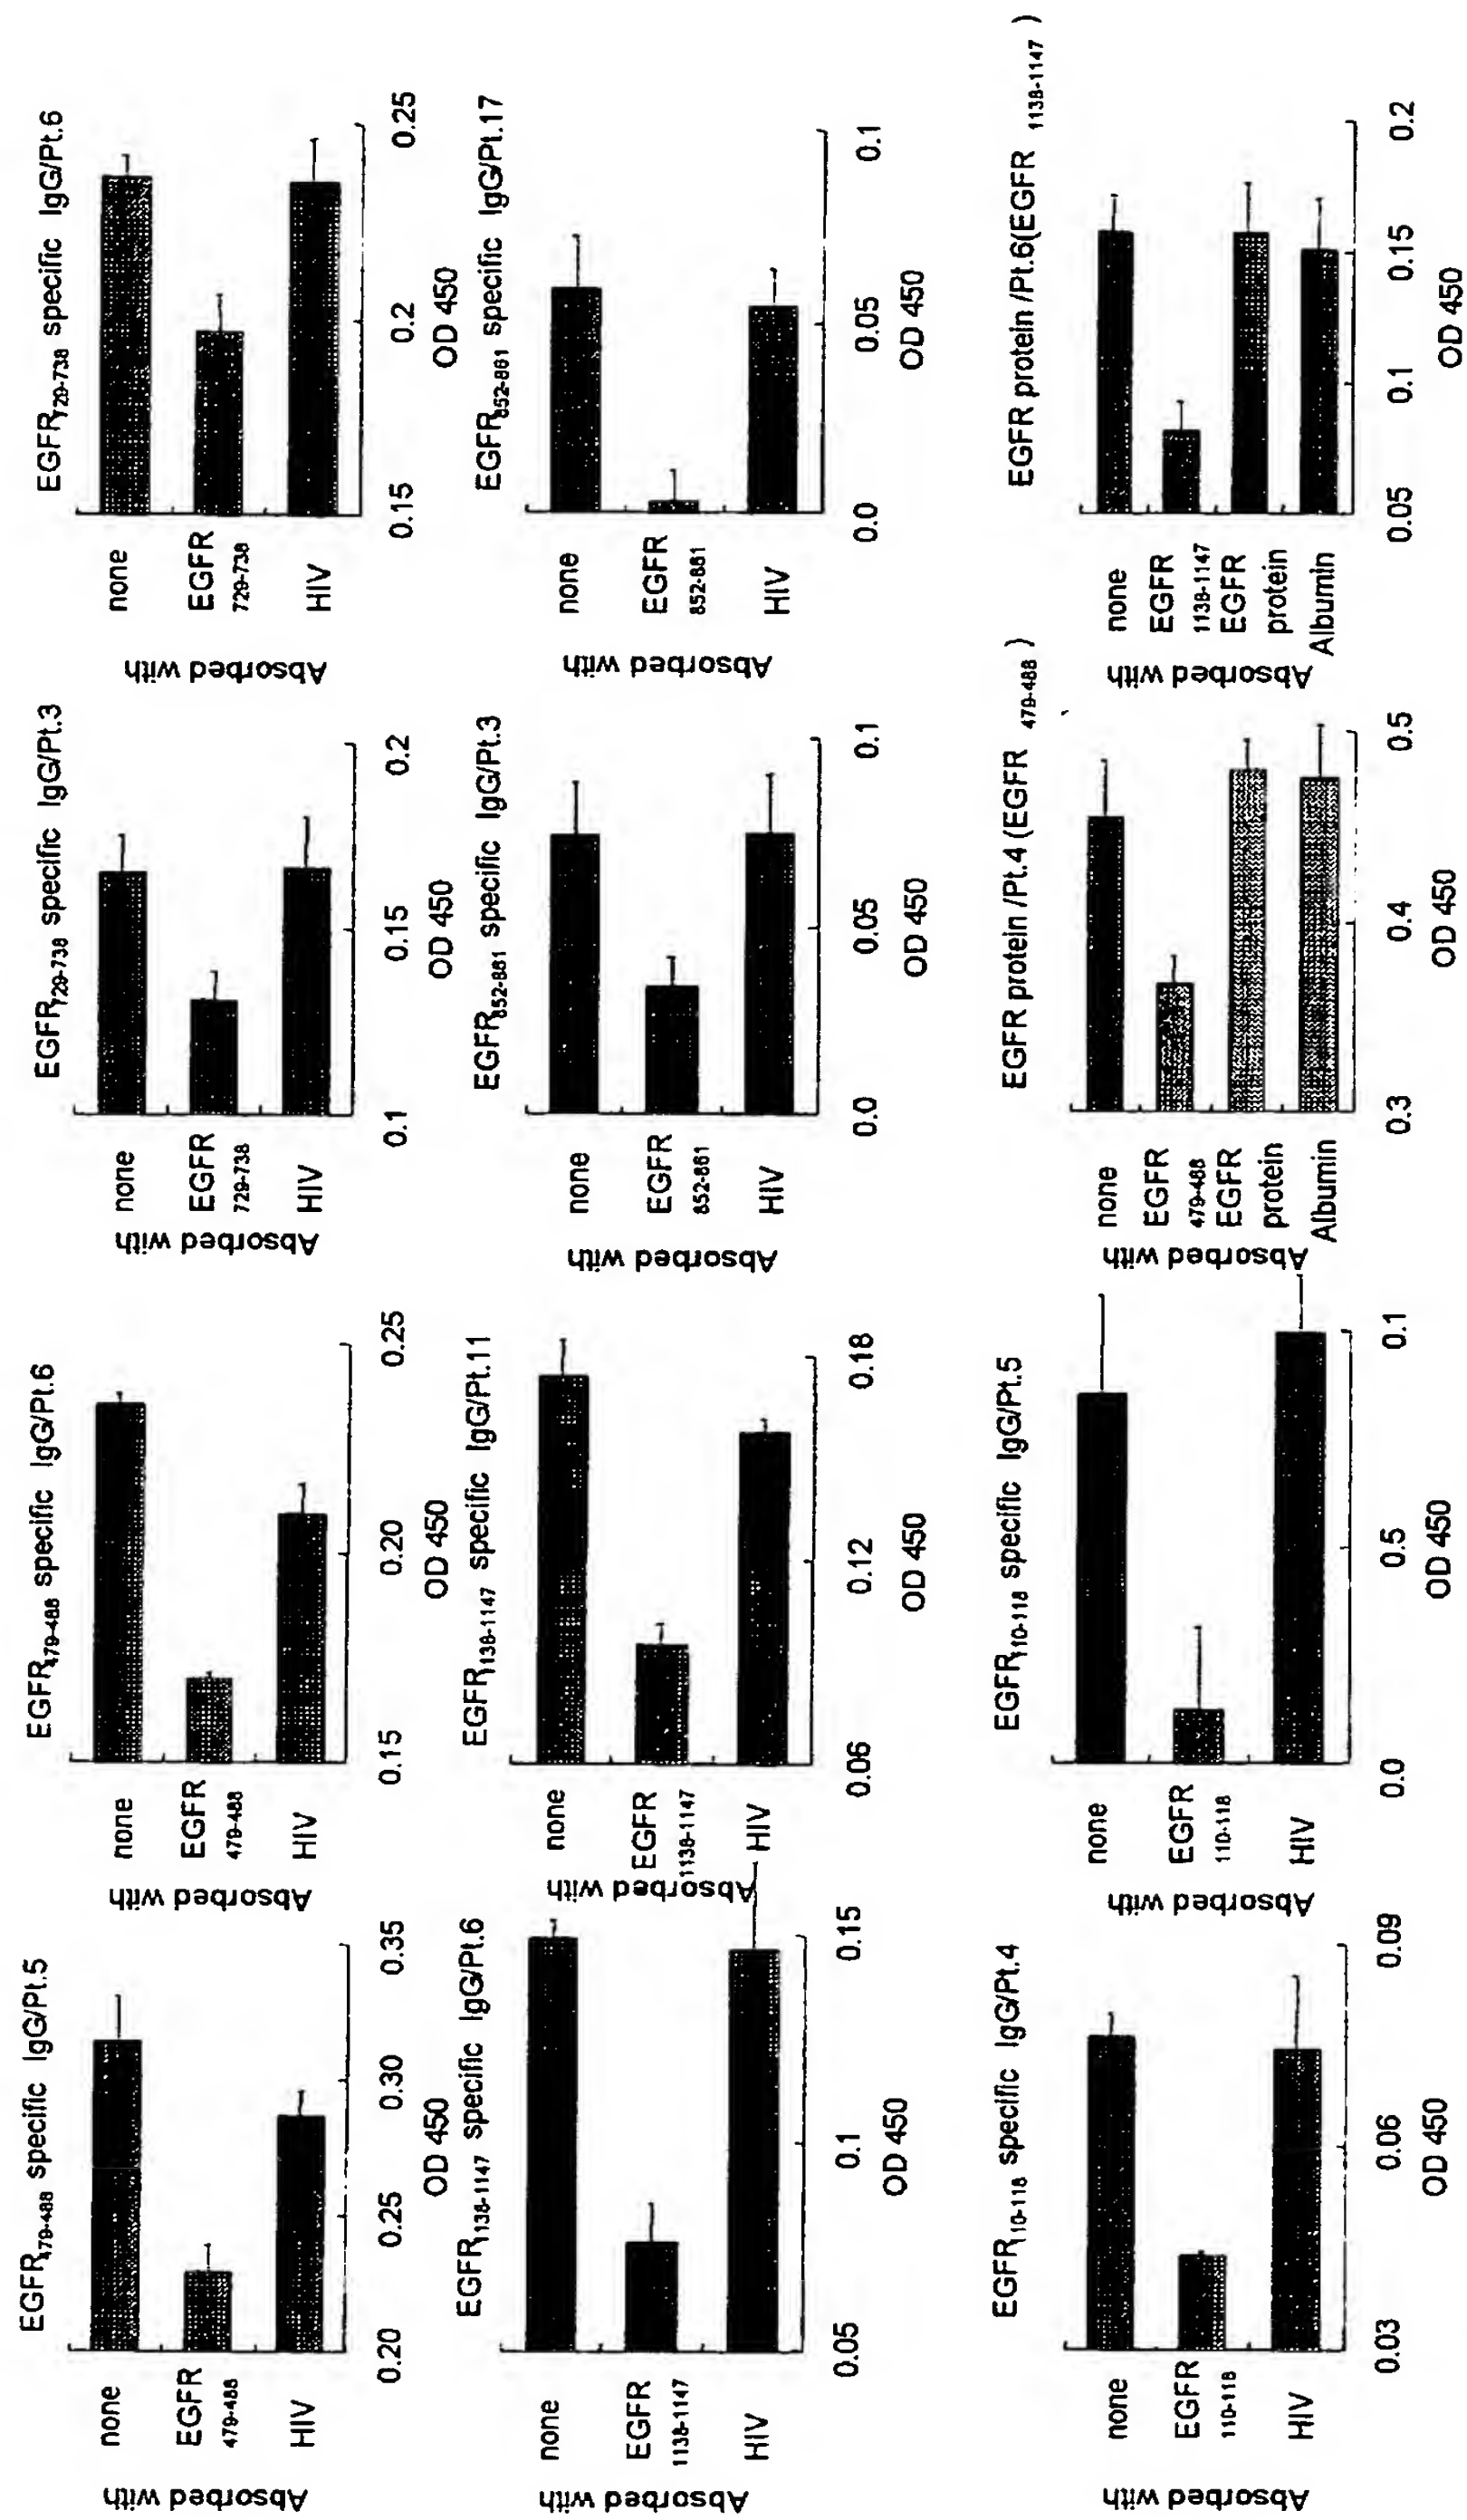 EGFR479-488 specific IgG/Pt.5
Absorbed with
none
EGFR
479-488
HIV
0.20 0.25 0.30 0.35
OD 450
EGFR479-488 specific IgG/Pt.6
Absorbed with
none
EGFR
479-488
HIV
0.15 0.20 0.25
OD 450
EGFR729-738 specific IgG/Pt.3
Absorbed with
none
EGFR
729-738
HIV
0.1 0.15 0.2
OD 450
EGFR729-738 specific IgG/Pt.6
Absorbed with
none
EGFR
729-738
HIV
0.15 0.2 0.25
OD 450
EGFR1138-1147 specific IgG/Pt.6
Absorbed with
none
EGFR
1138-1147
HIV
0.05 0.1 0.15
OD 450
EGFR1138-1147 specific IgG/Pt.11
Absorbed with
none
EGFR
1138-1147
HIV
0.06 0.12 0.18
OD 450
EGFR852-861 specific IgG/Pt.3
Absorbed with
none
EGFR
852-861
HIV
0.0 0.05 0.1
OD 450
EGFR852-861 specific IgG/Pt.17
Absorbed with
none
EGFR
852-861
HIV
0.0 0.05 0.1
OD 450
EGFR110-118 specific IgG/Pt.4
Absorbed with
none
EGFR
110-118
HIV
0.03 0.06 0.09
OD 450
EGFR110-118 specific IgG/Pt.5
Absorbed with
none
EGFR
110-118
HIV
0.0 0.5 0.1
OD 450
EGFR protein /Pt.4 (EGFR 479-488 )
Absorbed with
none
EGFR
479-488
EGFR
protein
Albumin
0.3 0.4 0.5
OD 450
EGFR protein /Pt.6(EGFR 1138-1147 )
Absorbed with
none
EGFR
1138-1147
EGFR
protein
Albumin
0.05 0.1 0.15 0.2
OD 450